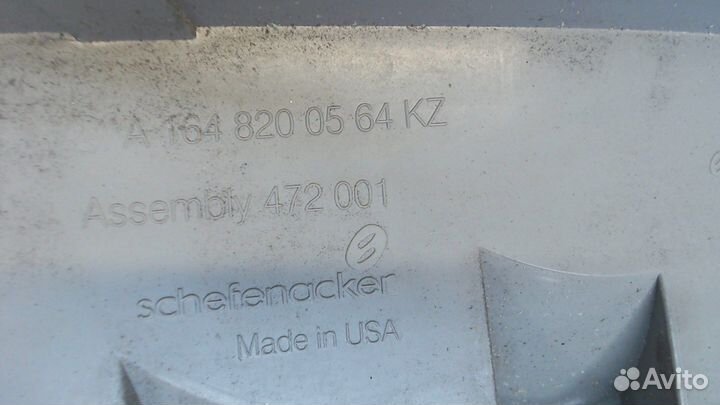 A 164 820 05 64 KZ
Assembly 472 001
schefenacker
Made in USA
Avito